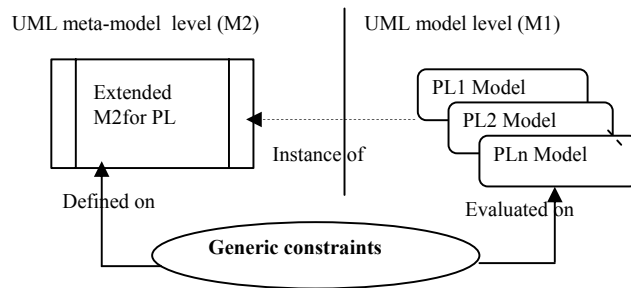 UML meta-model level (M2)
UML model level (M1)
Extended
M2for PL
PL1 Model
PL2 Model
PLn Model
Instance of
Defined on
Evaluated on
Generic constraints